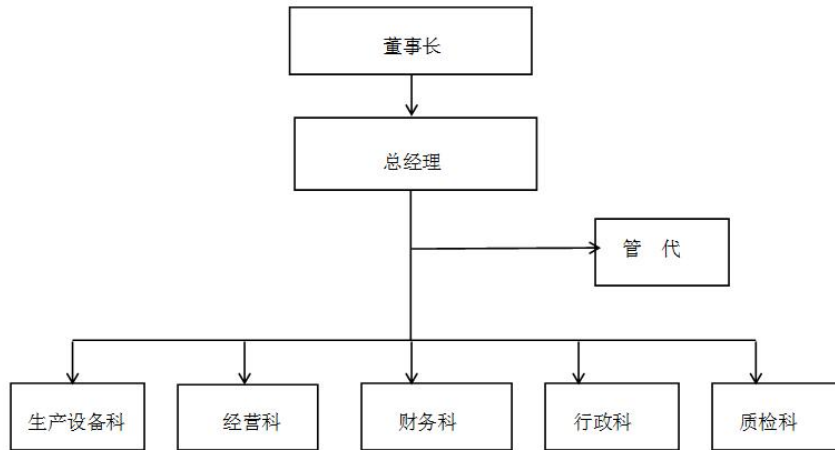 董事长
总经理
管 代
生产设备科
经营科
财务科
行政科
质检科